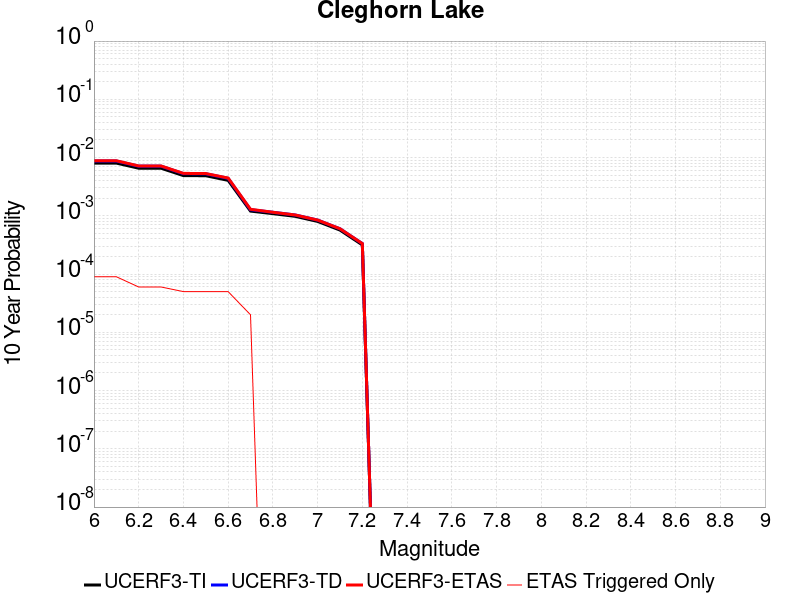 Cleghorn Lake
10 0
10 -1
10 -2
10 -3
10 -4
10 -5
10 -6
10 -7
10 -8
10 Year Probability
6 6.2 6.4 6.6 6.8 7 7.2 7.4 7.6 7.8 8 8.2 8.4 8.6 8.8 9
Magnitude
UCERF3-TI UCERF3-TD UCERF3-ETAS ETAS Triggered Only